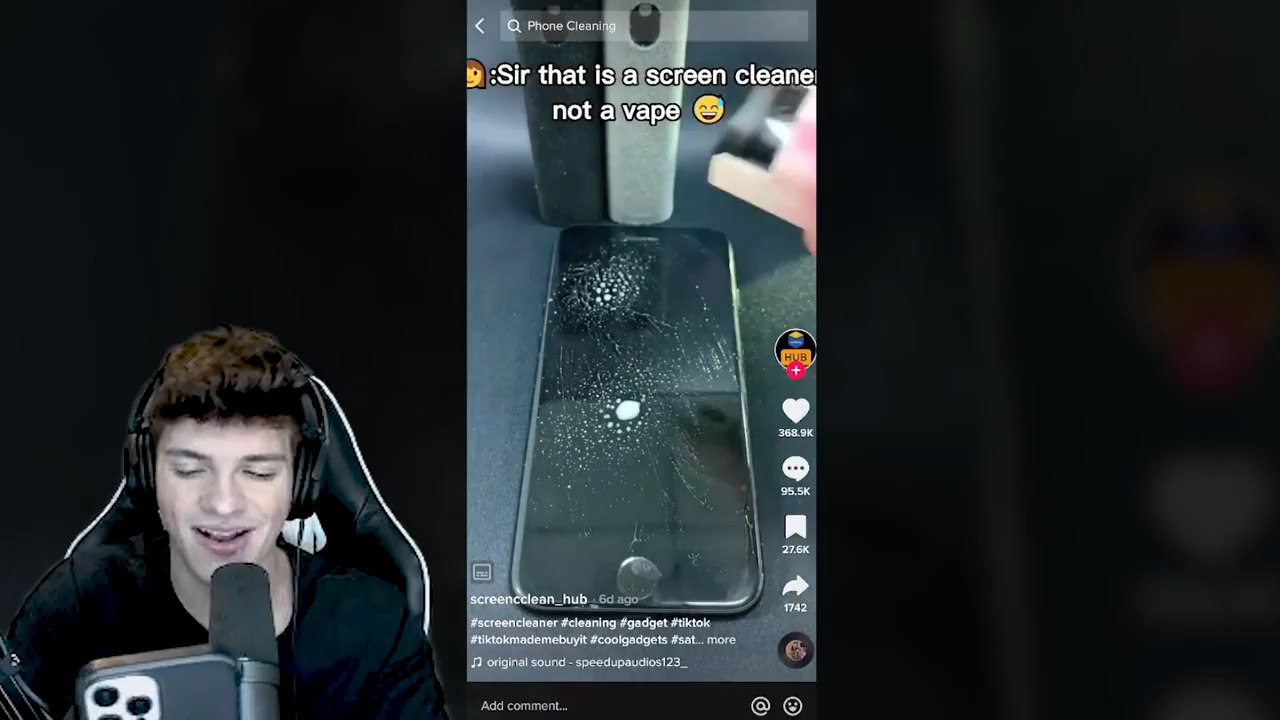 Phone Cleaning
:Sir that is a screen cleaner
not a vape
HUB
368.9K
95.5K
27.6K
1742
screencclean_hub · 6d ago
#screencleaner #cleaning #gadget #tiktok
#tiktokmademebuyit #coolgadgets #sat... more
original sound - speedupaudios123_
Add comment...